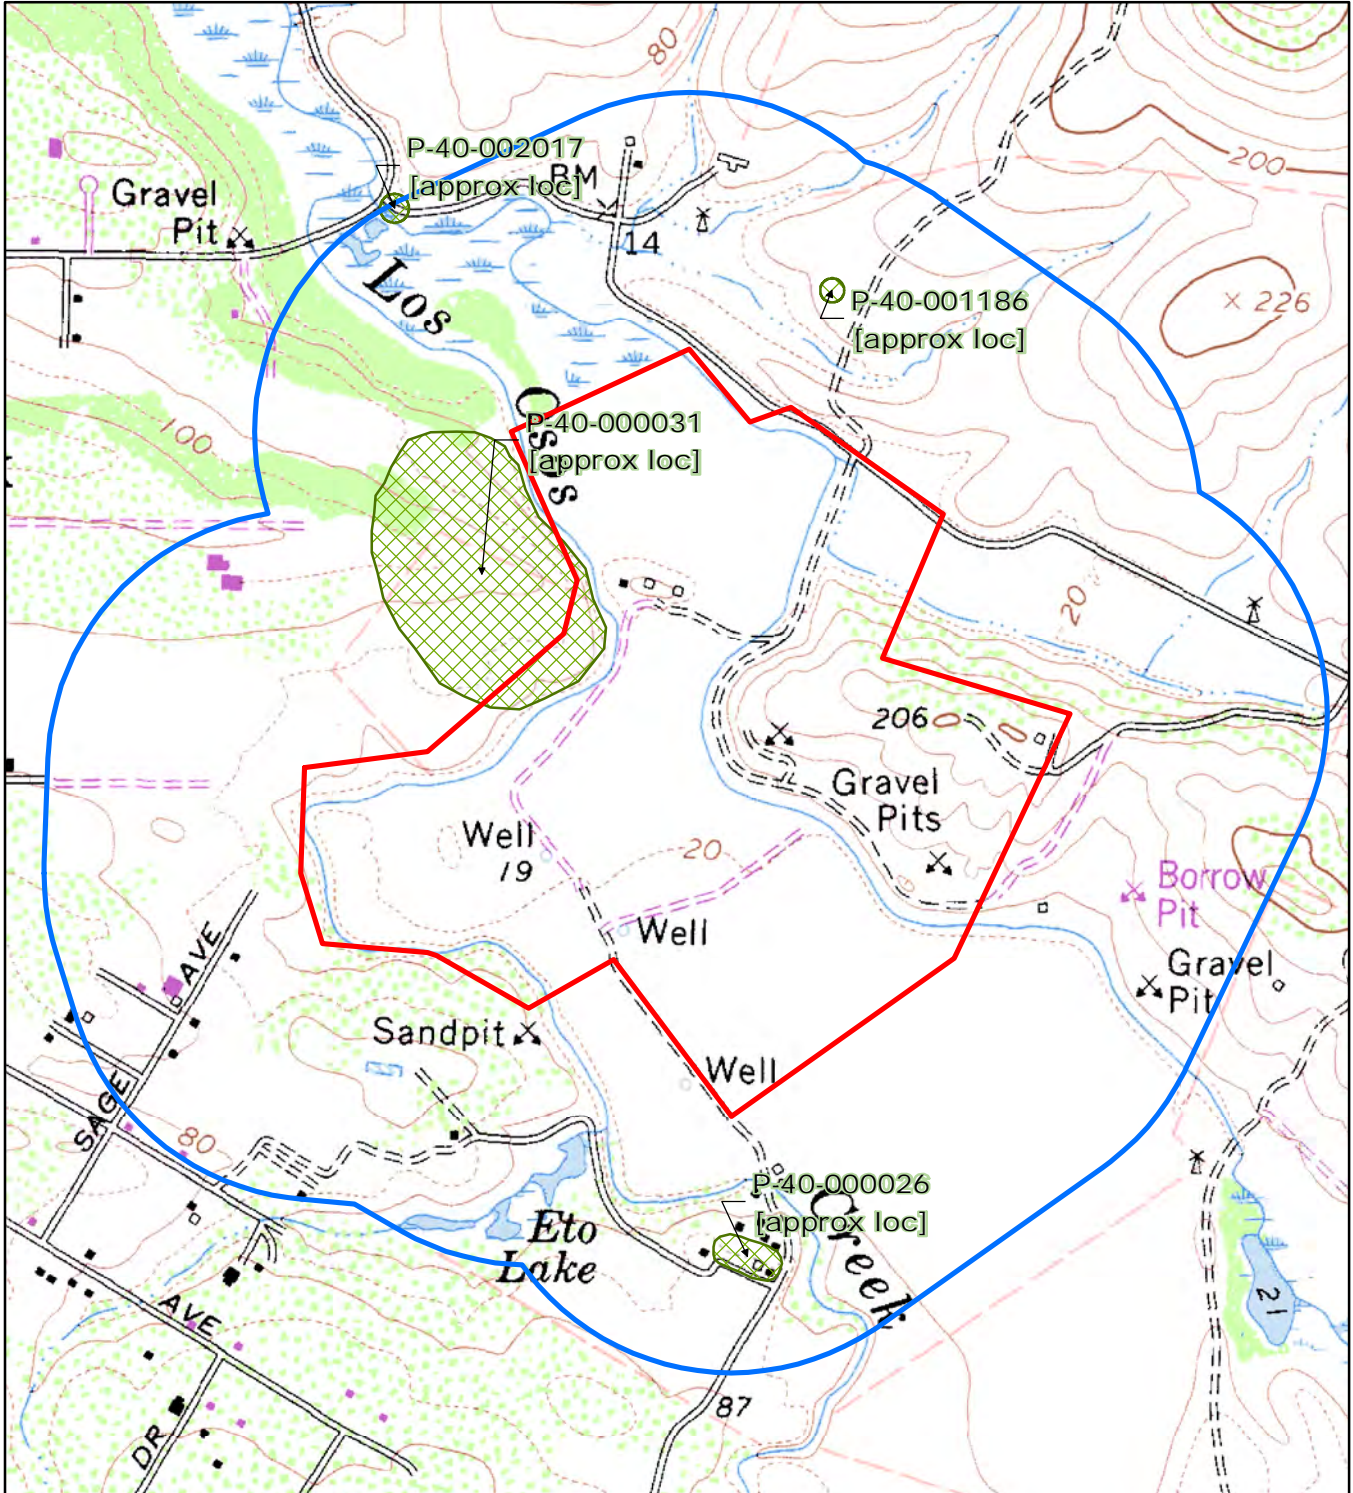 80
P-40-002017
[approx loc]
BM
200
Gravel
Pit
14
Los
P-40-001186
[approx loc]
226
Osos
P-40-000031
[approx loc]
100
20
206
Gravel
Pits
Well
19
20
Borrow
Pit
Well
Gravel
Pit
AVE
Sandpit
Well
SAGE
80
P-40-000026
[approx loc]
Creek
Eto
Lake
21
AVE
87
DR